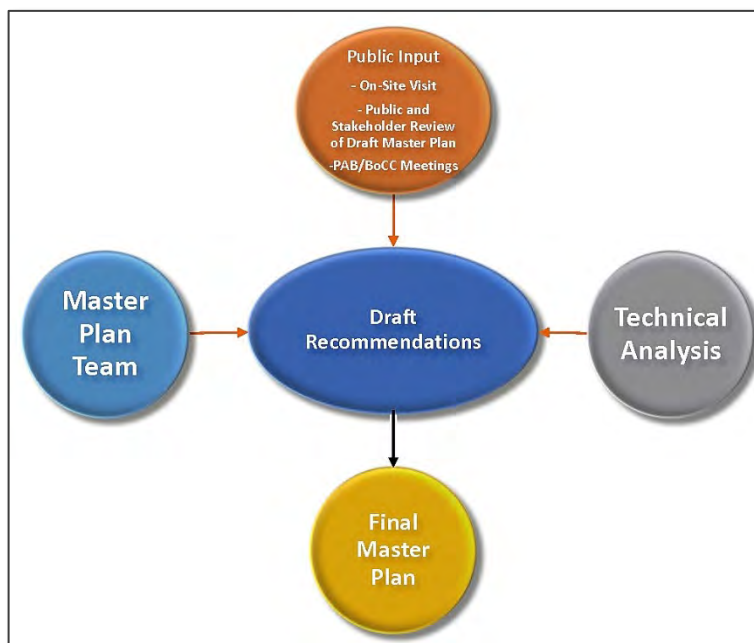 Public Input
- On-Site Visit
- Public and
Stakeholder Review
of Draft Master Plan
-PAB/BoCC Meetings
Master
Plan
Team
Draft
Recommendations
Technical
Analysis
Final
Master
Plan